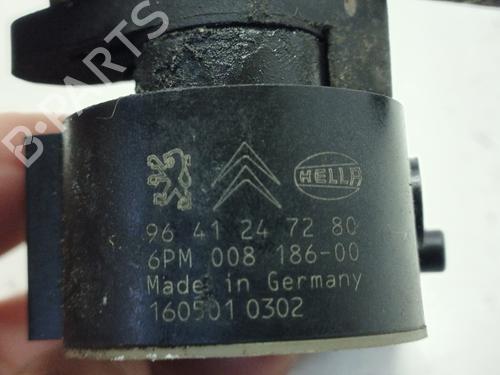 B-PARTS
HELLA
96 41 24 72 80
6PM 008 186-00
Made in Germany
160501 0302